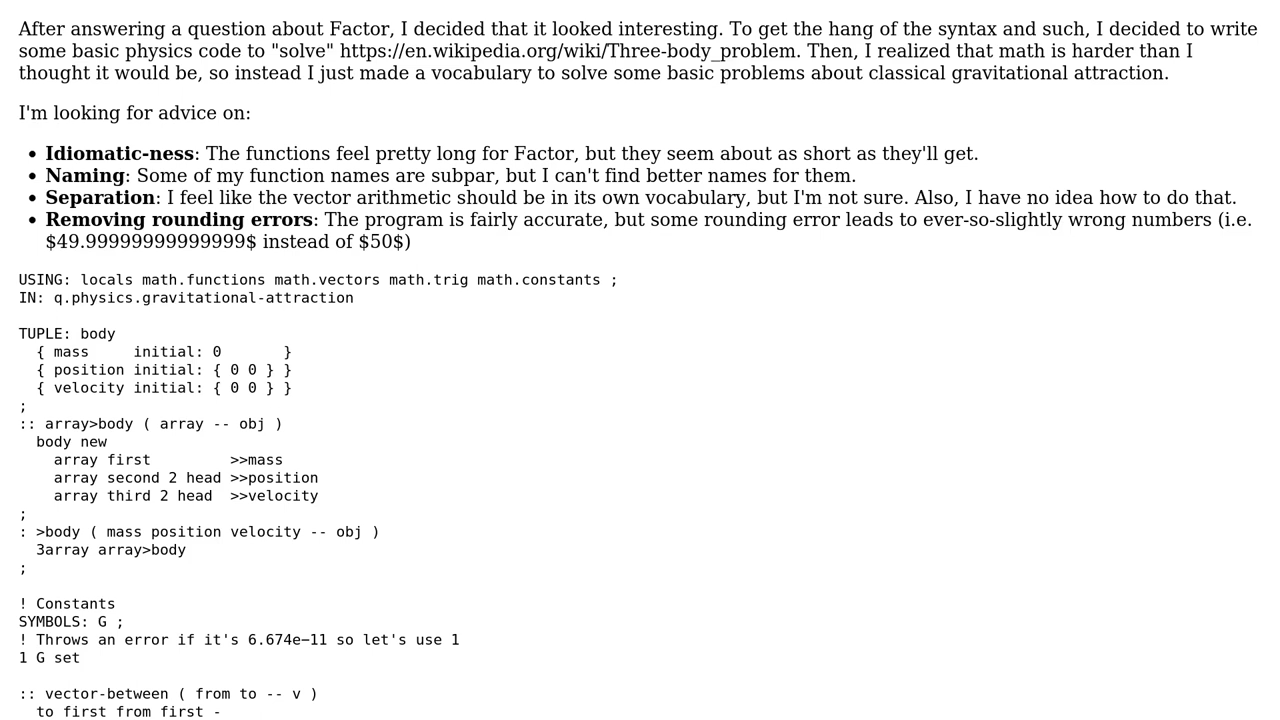 After answering a question about Factor, I decided that it looked interesting. To get the hang of the syntax and such, I decided to write
some basic physics code to "solve" https://en.wikipedia.org/wiki/Three-body_problem. Then, I realized that math is harder than I
thought it would be, so instead I just made a vocabulary to solve some basic problems about classical gravitational attraction.
I'm looking for advice on:
• Idiomatic-ness: The functions feel pretty long for Factor, but they seem about as short as they'll get.
• Naming: Some of my function names are subpar, but I can't find better names for them.
• Separation: I feel like the vector arithmetic should be in its own vocabulary, but I'm not sure. Also, I have no idea how to do that.
• Removing rounding errors: The program is fairly accurate, but some rounding error leads to ever-so-slightly wrong numbers (i.e.
$49.99999999999999$ instead of $50$)
USING: locals math.functions math.vectors math.trig math.constants ;
IN: q.physics.gravitational-attraction
TUPLE: body
  { mass     initial: 0       }
  { position initial: { 0 0 } }
  { velocity initial: { 0 0 } }
;
:: array>body ( array -- obj )
  body new
    array first         >>mass
    array second 2 head >>position
    array third 2 head  >>velocity
;
: >body ( mass position velocity -- obj )
  3array array>body
;
! Constants
SYMBOLS: G ;
! Throws an error if it's 6.674e−11 so let's use 1
1 G set
:: vector-between ( from to -- v )
  to first from first -